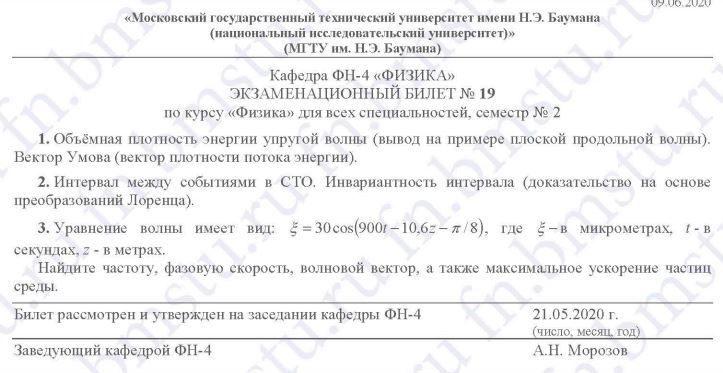 09.06.2020
«Московский государственный технический университет имени Н.Э. Баумана
(национальный исследовательский университет)»
(МГТУ им. Н.Э. Баумана)
Кафедра ФН-4 «ФИЗИКА»
ЭКЗАМЕНАЦИОННЫЙ БИЛЕТ № 19
по курсу «Физика» для всех специальностей, семестр № 2
1. Объёмная плотность энергии упругой волны (вывод на примере плоской продольной волны).
Вектор Умова (вектор плотности потока энергии).
2. Интервал между событиями в СТО. Инвариантность интервала (доказательство на основе
преобразований Лоренца).
3. Уравнение волны имеет вид: ξ = 30cos(900t − 10,6z − π / 8), где ξ – в микрометрах, t - в
секундах, z - в метрах.
Найдите частоту, фазовую скорость, волновой вектор, а также максимальное ускорение частиц
среды.
Билет рассмотрен и утвержден на заседании кафедры ФН-4 21.05.2020 г.
(число, месяц, год)
Заведующий кафедрой ФН-4 А.Н. Морозов
fn.bmstu.ru